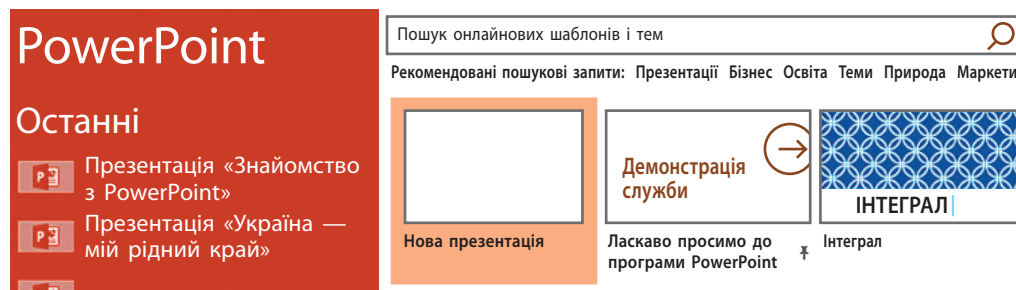 PowerPoint
Останні
Презентація «Знайомство
з PowerPoint»
Презентація «Україна —
мій рідний край»
Пошук онлайнових шаблонів і тем
Рекомендовані пошукові запити: Презентації Бізнес Освіта Теми Природа Маркети
Нова презентація
Демонстрація
служби
Ласкаво просимо до
програми PowerPoint
ІНТЕГРАЛ
Інтеграл